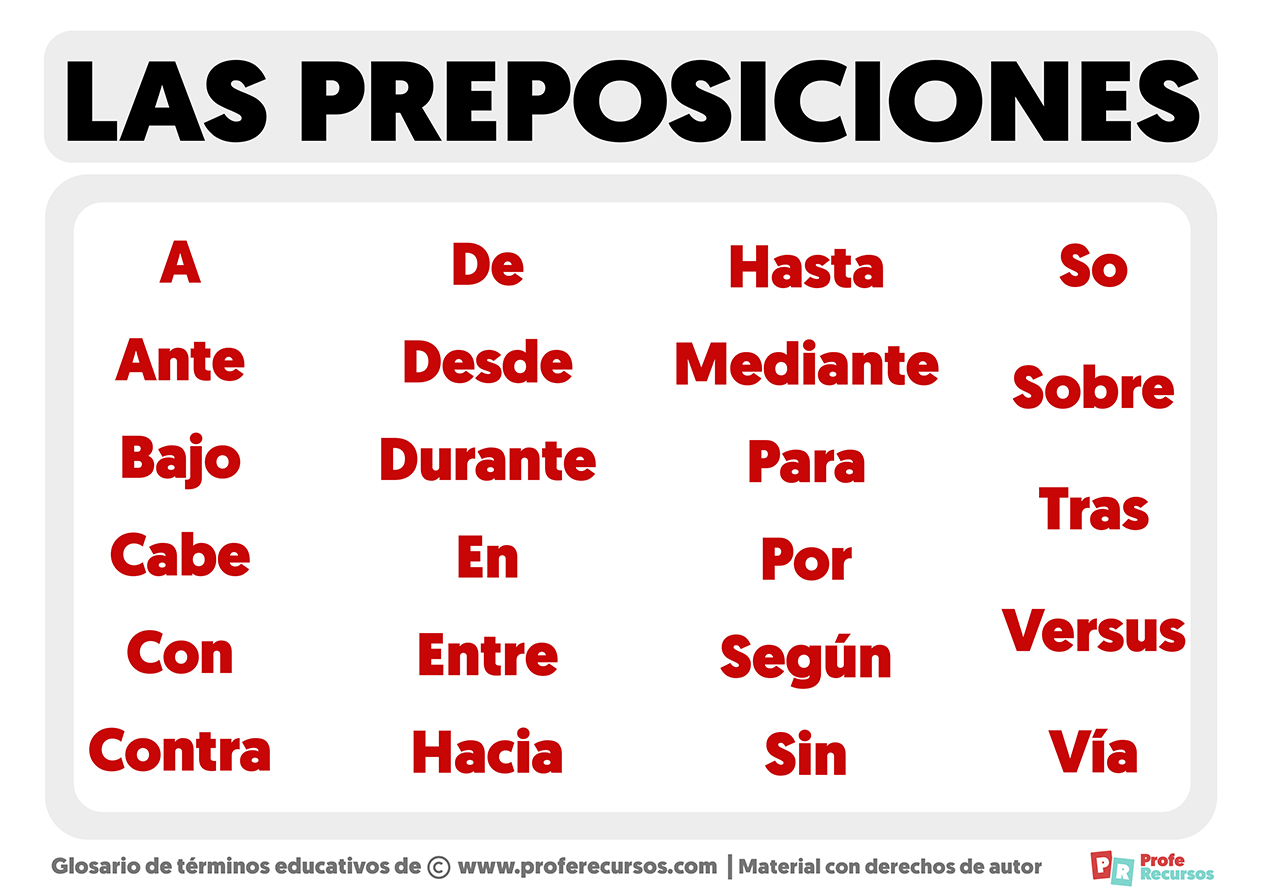 LAS PREPOSICIONES
A
Ante
Bajo
Cabe
Con
Contra
De
Desde
Durante
En
Entre
Hacia
Hasta
Mediante
Para
Por
Según
Sin
So
Sobre
Tras
Versus
Vía
Glosario de términos educativos de © www.proferecursos.com | Material con derechos de autor
P R
Profe
Recursos